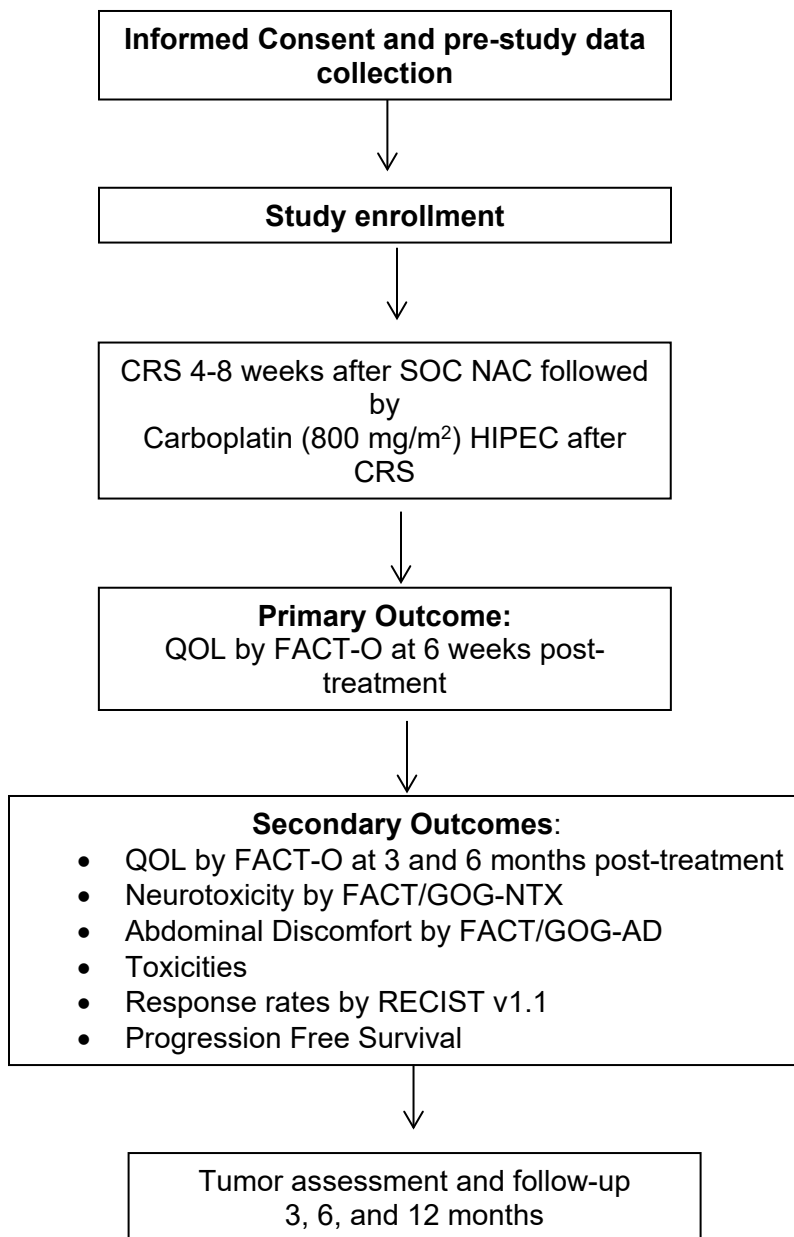 Informed Consent and pre-study data
collection
Study enrollment
CRS 4-8 weeks after SOC NAC followed
by
Carboplatin (800 mg/m²) HIPEC after
CRS
Primary Outcome:
QOL by FACT-O at 6 weeks post-
treatment
Secondary Outcomes:
• QOL by FACT-O at 3 and 6 months post-treatment
• Neurotoxicity by FACT/GOG-NTX
• Abdominal Discomfort by FACT/GOG-AD
• Toxicities
• Response rates by RECIST v1.1
• Progression Free Survival
Tumor assessment and follow-up
3, 6, and 12 months